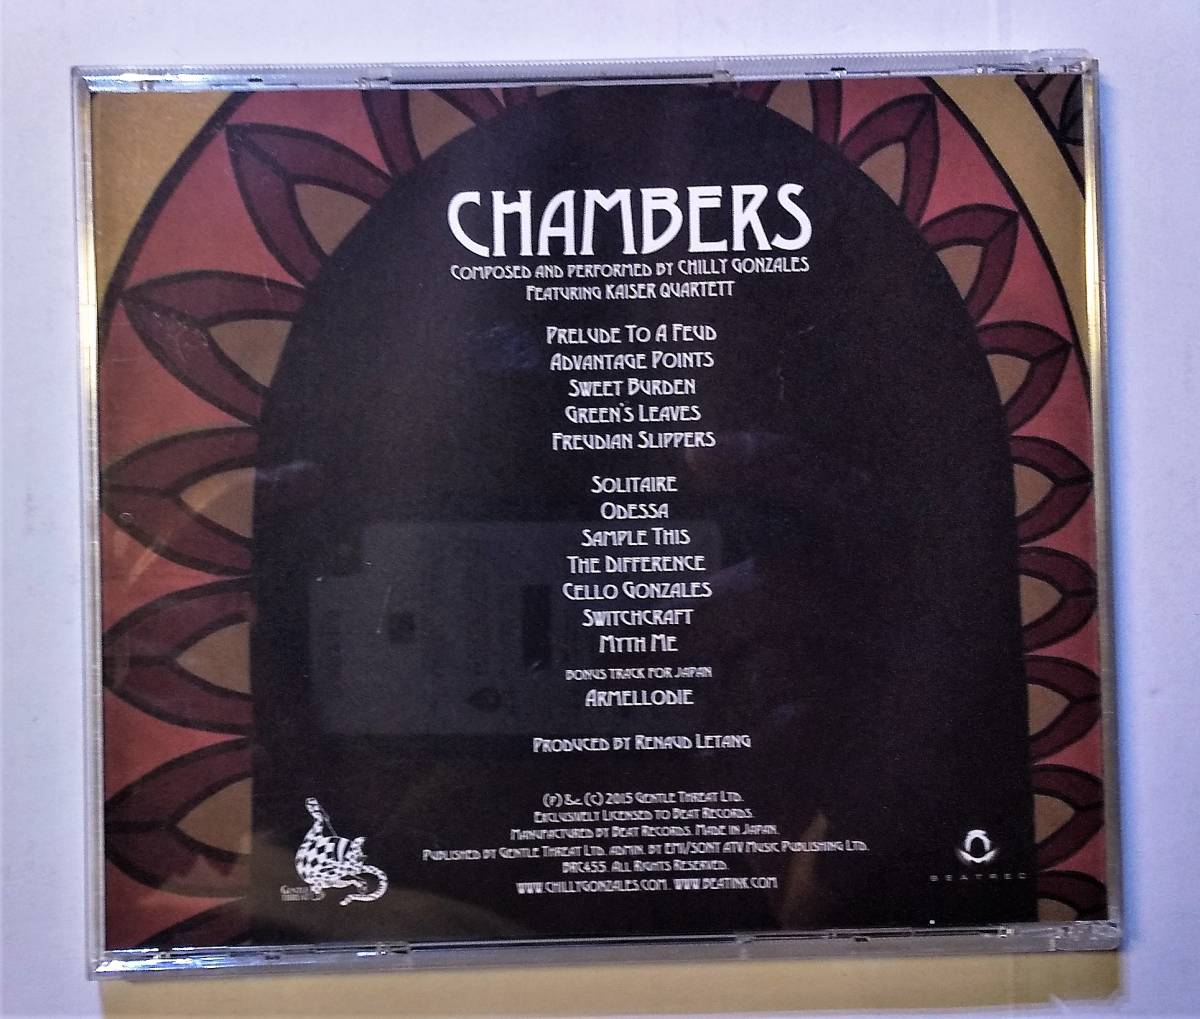 CHAMBERS
COMPOSED AND PERFORMED BY CHILLY GONZALES
FEATURING KAISER QUARTETT
PRELUDE TO A FEUD
ADVANTAGE POINTS
SWEET BURDEN
GREEN'S LEAVES
FREUDIAN SLIPPERS
SOLITAIRE
ODESSA
SAMPLE THIS
THE DIFFERENCE
CELLO GONZALES
SWITCHCRAFT
MYTH ME
BONUS TRACK FOR JAPAN
ARMELLODIE
PRODUCED BY RENAUD LETANG
(P) & (C) 2015 GENTLE THREAT LTD.
EXCLUSIVELY LICENSED TO BEAT RECORDS.
MANUFACTURED BY BEAT RECORDS. MADE IN JAPAN.
PUBLISHED BY GENTLE THREAT LTD. ADMIN. BY EMI/SONY ATV MUSIC PUBLISHING LTD.
BRC455. ALL RIGHTS RESERVED.
WWW.CHILLYGONZALES.COM. WWW.BEATINK.COM
GENTLE
THREAT
BEATREC